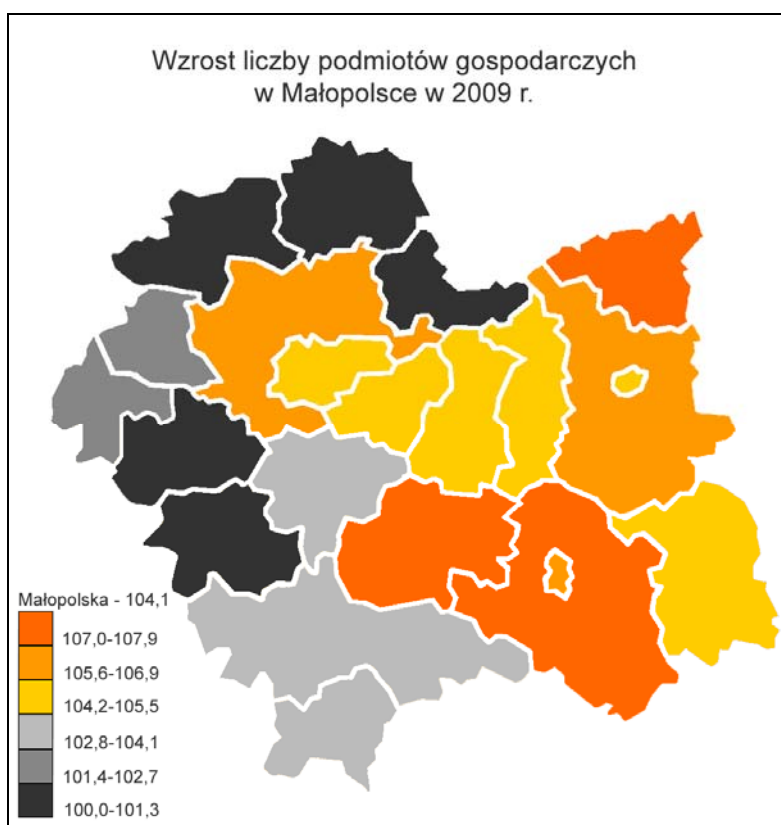 Wzrost liczby podmiotów gospodarczych
w Małopolsce w 2009 r.
Małopolska - 104,1
107,0-107,9
105,6-106,9
104,2-105,5
102,8-104,1
101,4-102,7
100,0-101,3